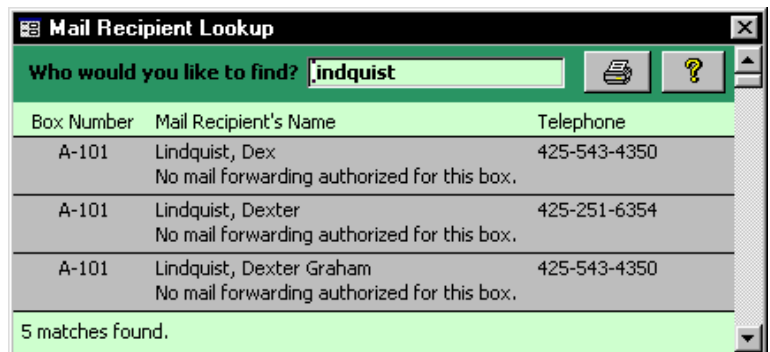 Mail Recipient Lookup
Who would you like to find? indquist
Box Number Mail Recipient's Name Telephone
A-101 Lindquist, Dex 425-543-4350
No mail forwarding authorized for this box.
A-101 Lindquist, Dexter 425-251-6354
No mail forwarding authorized for this box.
A-101 Lindquist, Dexter Graham 425-543-4350
No mail forwarding authorized for this box.
5 matches found.